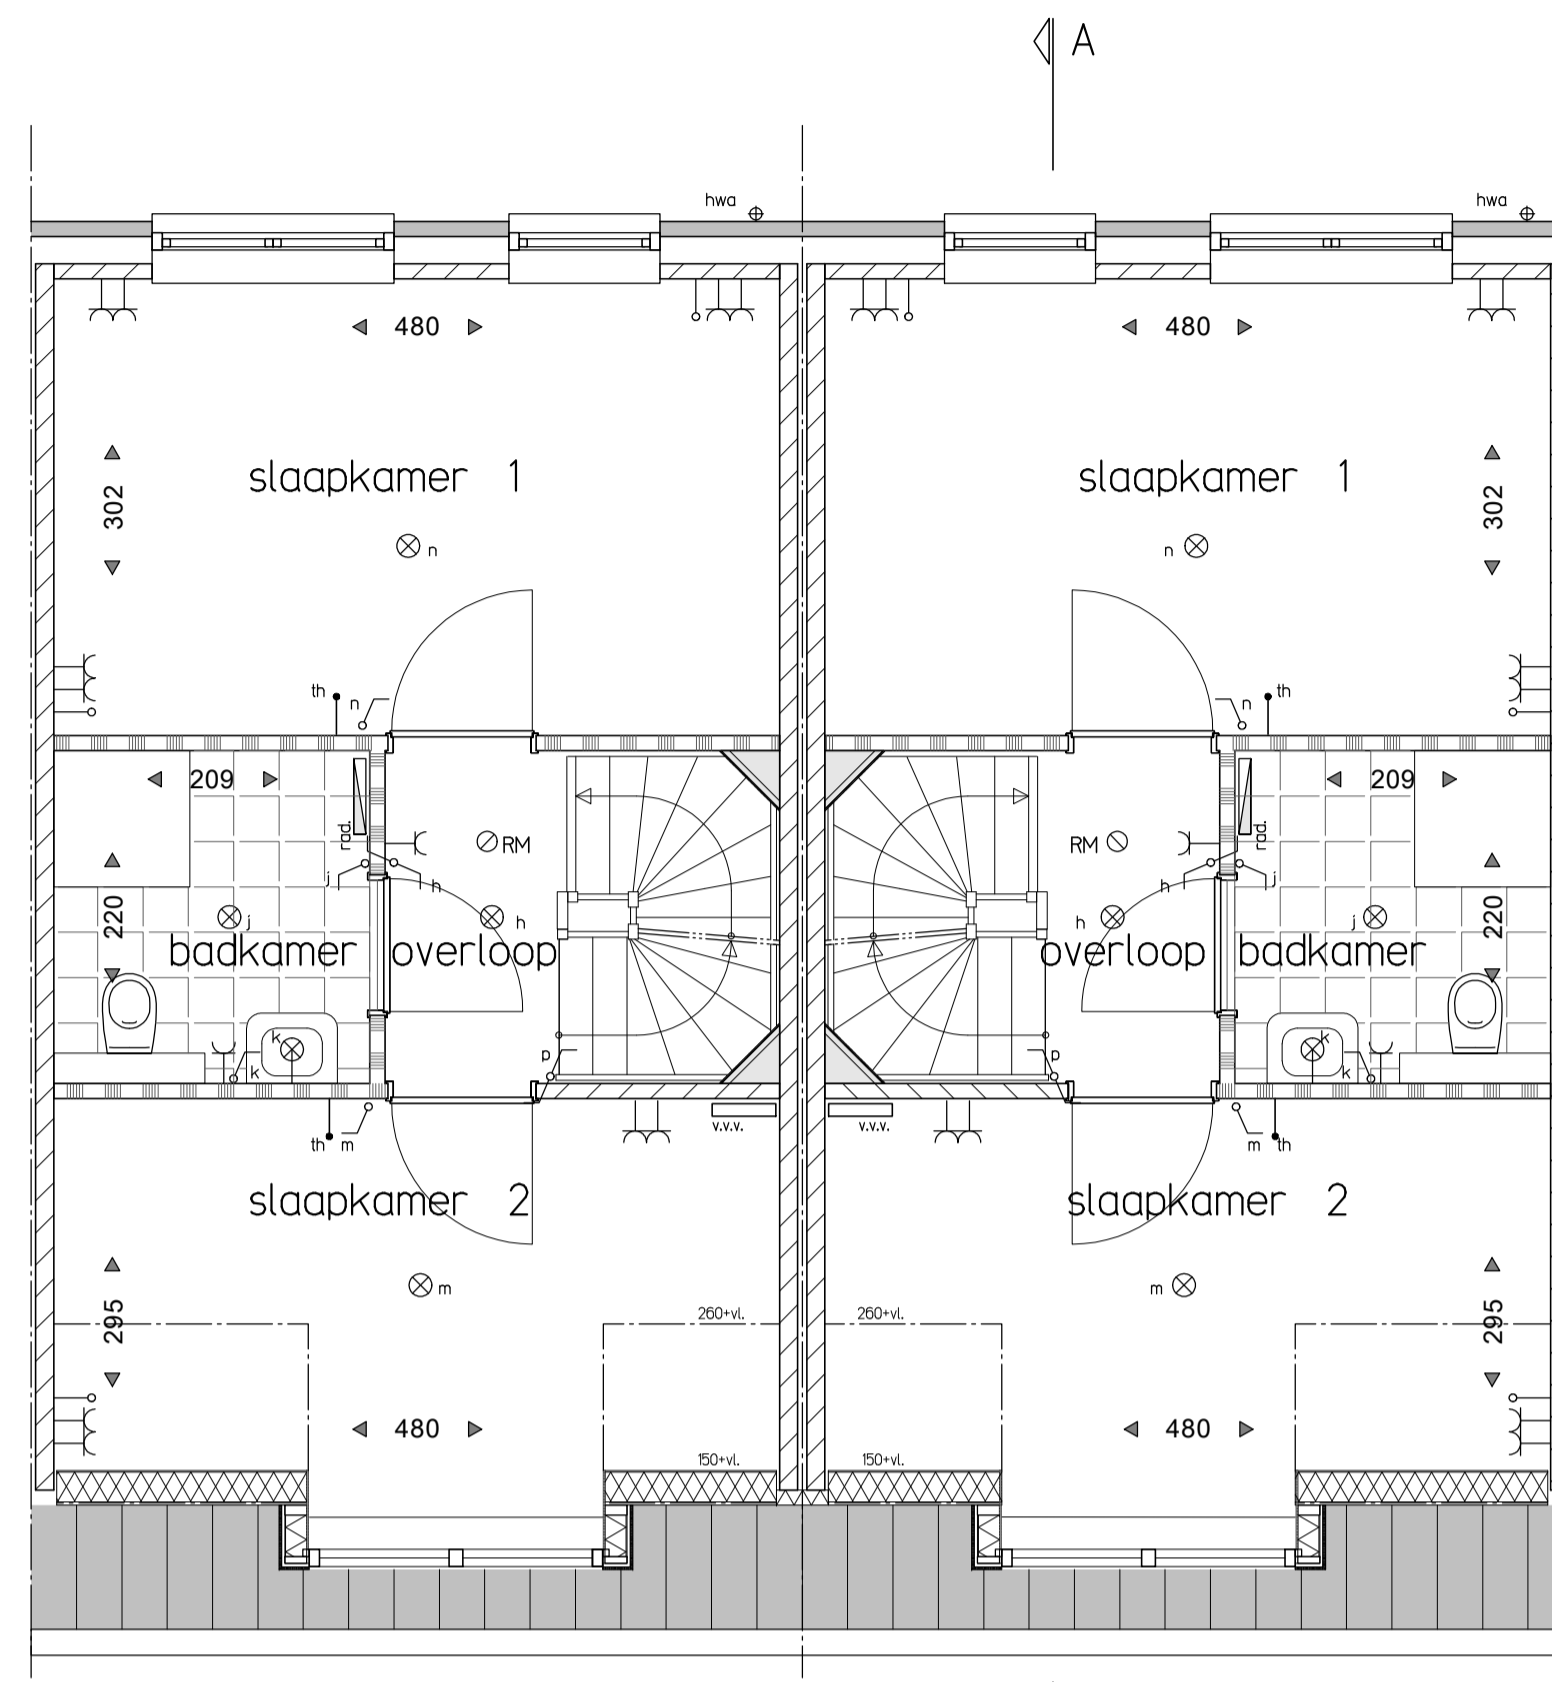 A
hwa hwa
480 480
slaapkamer 1 slaapkamer 1
302 302
n n
th n n th
209 209
rad. rad.
RM RM
j h h j
220 220
j h h j
badkamer overloop overloop badkamer
k p p k
k k
v.v.v. v.v.v.
th m m th
slaapkamer 2 slaapkamer 2
m m
260+vl. 260+vl.
295 295
480 480
150+vl. 150+vl.